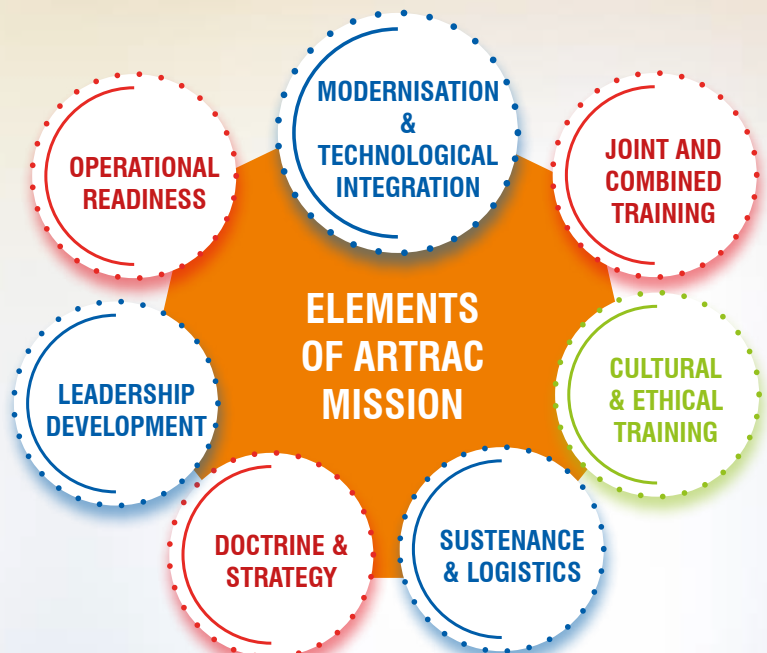 MODERNISATION
&
TECHNOLOGICAL
INTEGRATION
OPERATIONAL
READINESS
JOINT AND
COMBINED
TRAINING
ELEMENTS
OF ARTRAC
MISSION
LEADERSHIP
DEVELOPMENT
CULTURAL
& ETHICAL
TRAINING
DOCTRINE &
STRATEGY
SUSTENANCE
& LOGISTICS